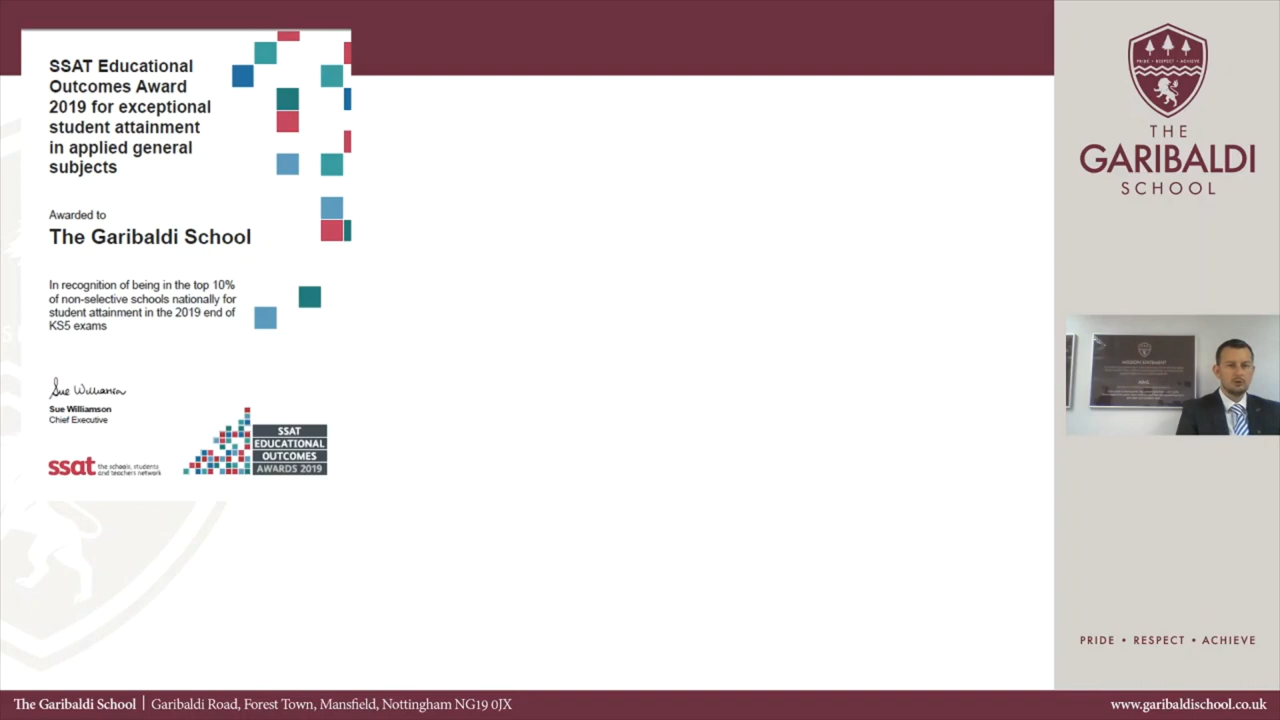 SSAT Educational
Outcomes Award
2019 for exceptional
student attainment
in applied general
subjects
Awarded to
The Garibaldi School
In recognition of being in the top 10%
of non-selective schools nationally for
student attainment in the 2019 end of
KS5 exams
Sue Williamson
Sue Williamson
Chief Executive
ssat the schools, students
and teachers network
SSAT
EDUCATIONAL
OUTCOMES
AWARDS 2019
PRIDE • RESPECT • ACHIEVE
THE
GARIBALDI
SCHOOL
MISSION STATEMENT
PRIDE • RESPECT • ACHIEVE
The Garibaldi School | Garibaldi Road, Forest Town, Mansfield, Nottingham NG19 0JX
www.garibaldischool.co.uk